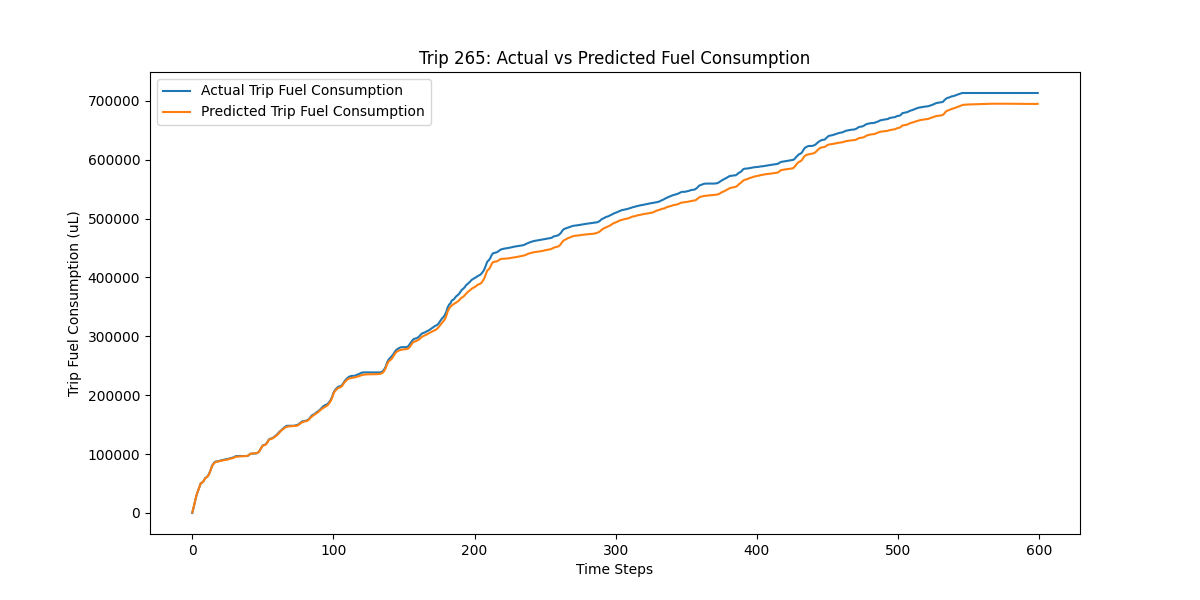 Trip 265: Actual vs Predicted Fuel Consumption
Actual Trip Fuel Consumption
Predicted Trip Fuel Consumption
Trip Fuel Consumption (uL)
700000
600000
500000
400000
300000
200000
100000
0
0 100 200 300 400 500 600
Time Steps